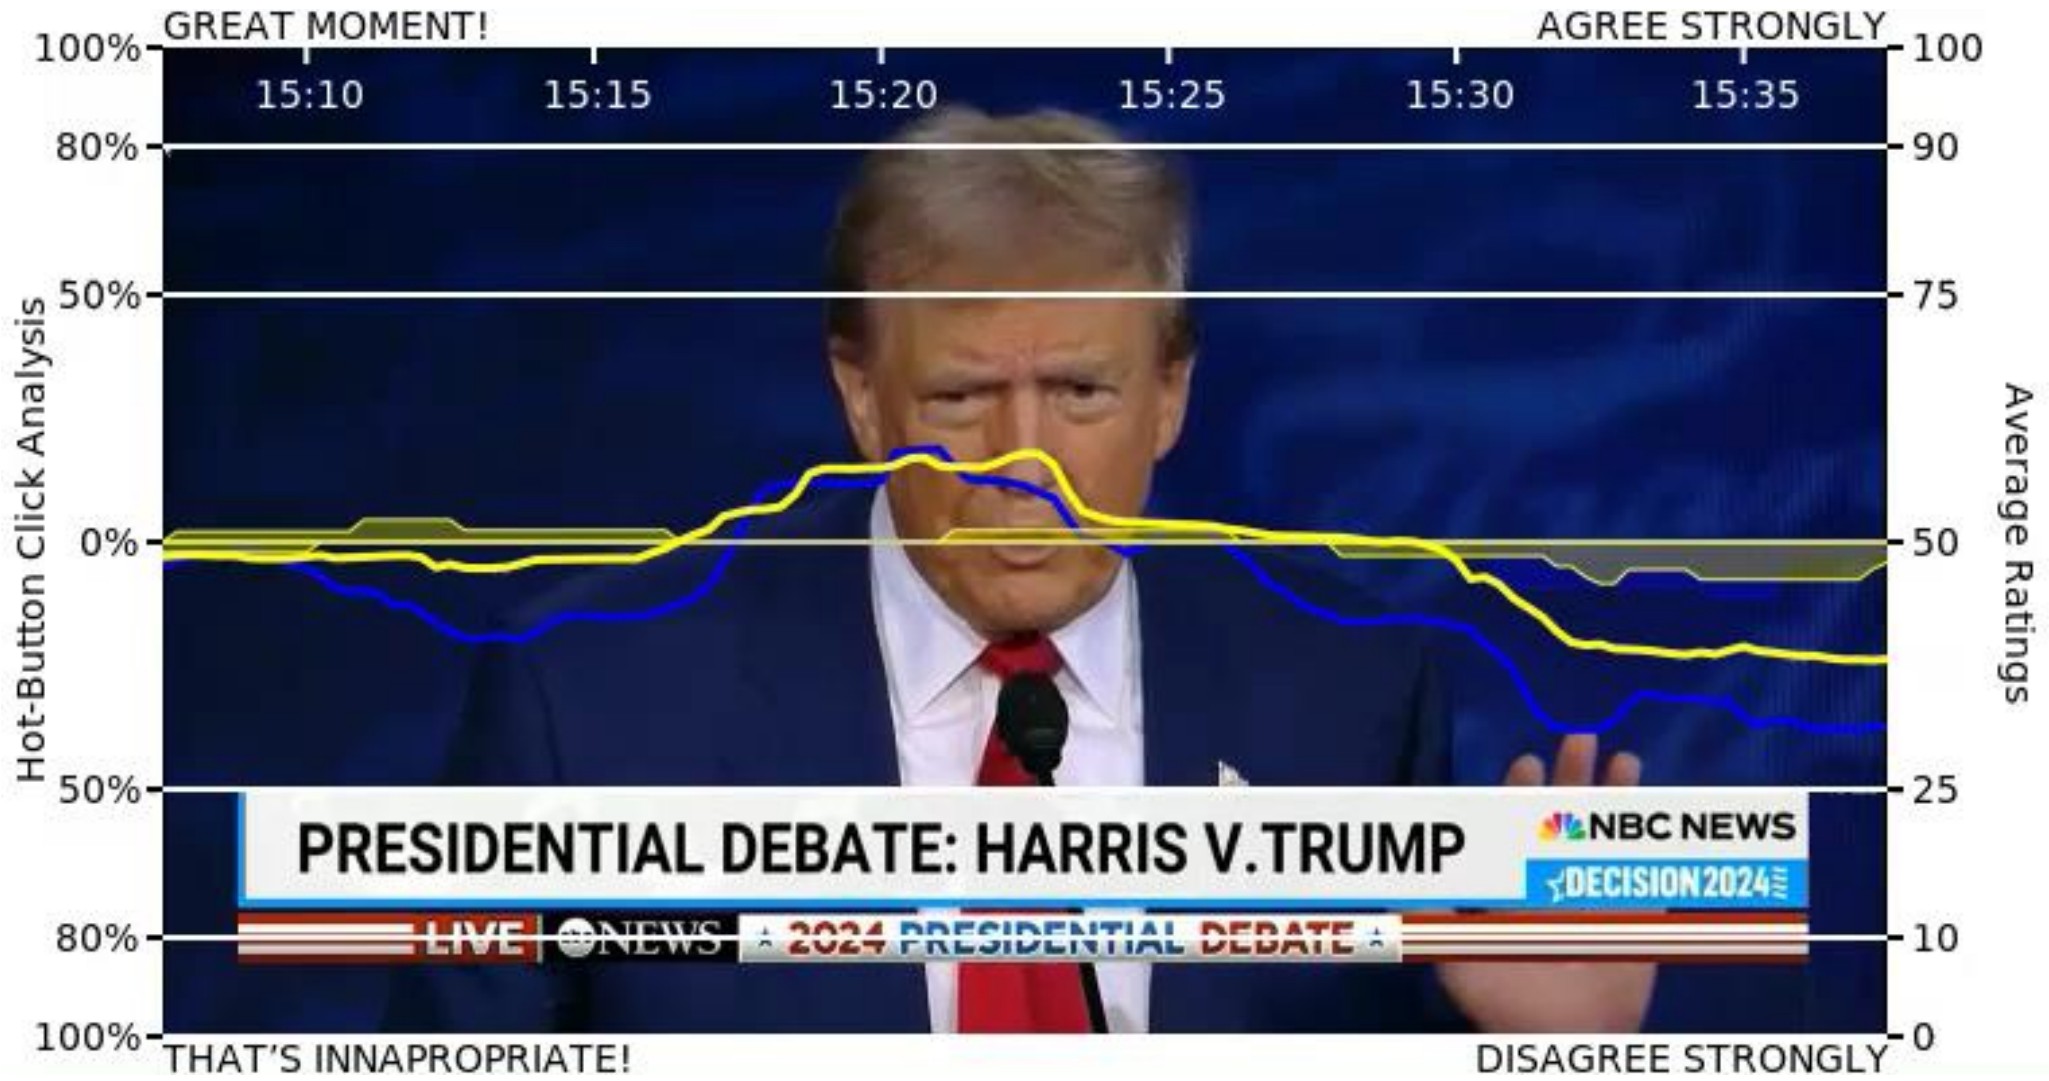 GREAT MOMENT! AGREE STRONGLY
100% 100
15:10 15:15 15:20 15:25 15:30 15:35
80% 90
50% 75
Hot-Button Click Analysis
Average Ratings
0% 50
50% 25
PRESIDENTIAL DEBATE: HARRIS V.TRUMP
NBC NEWS
DECISION 2024
80% 10
LIVE abc NEWS 2024 PRESIDENTIAL DEBATE
100% 0
THAT'S INNAPROPRIATE! DISAGREE STRONGLY